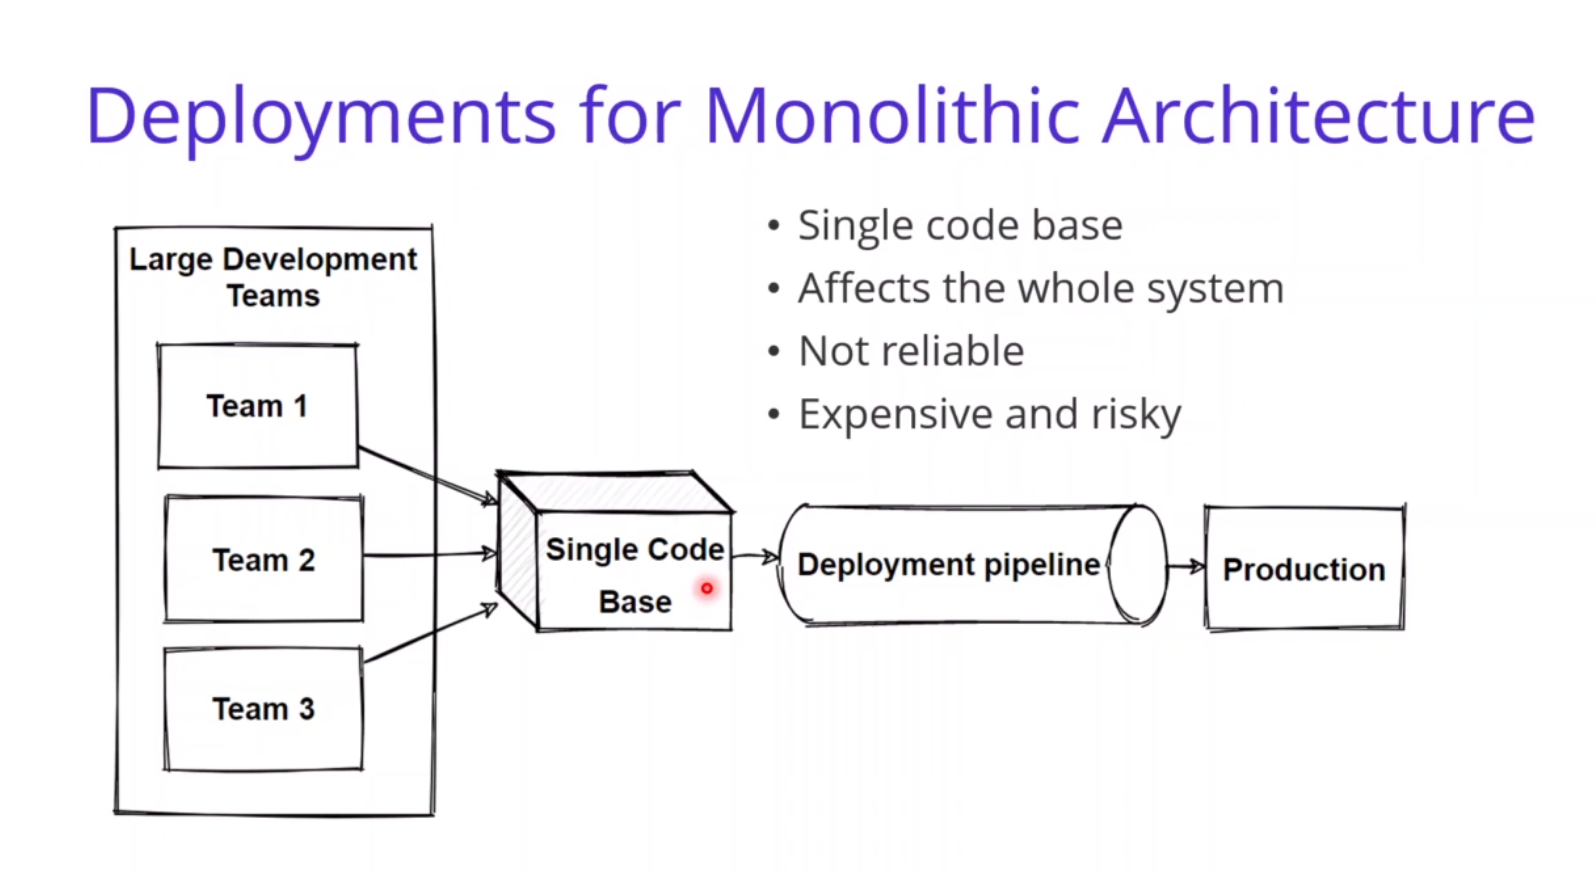 Deployments for Monolithic Architecture
• Single code base
• Affects the whole system
• Not reliable
• Expensive and risky
Large Development
Teams
Team 1
Team 2
Team 3
Single Code
Base
Deployment pipeline
Production